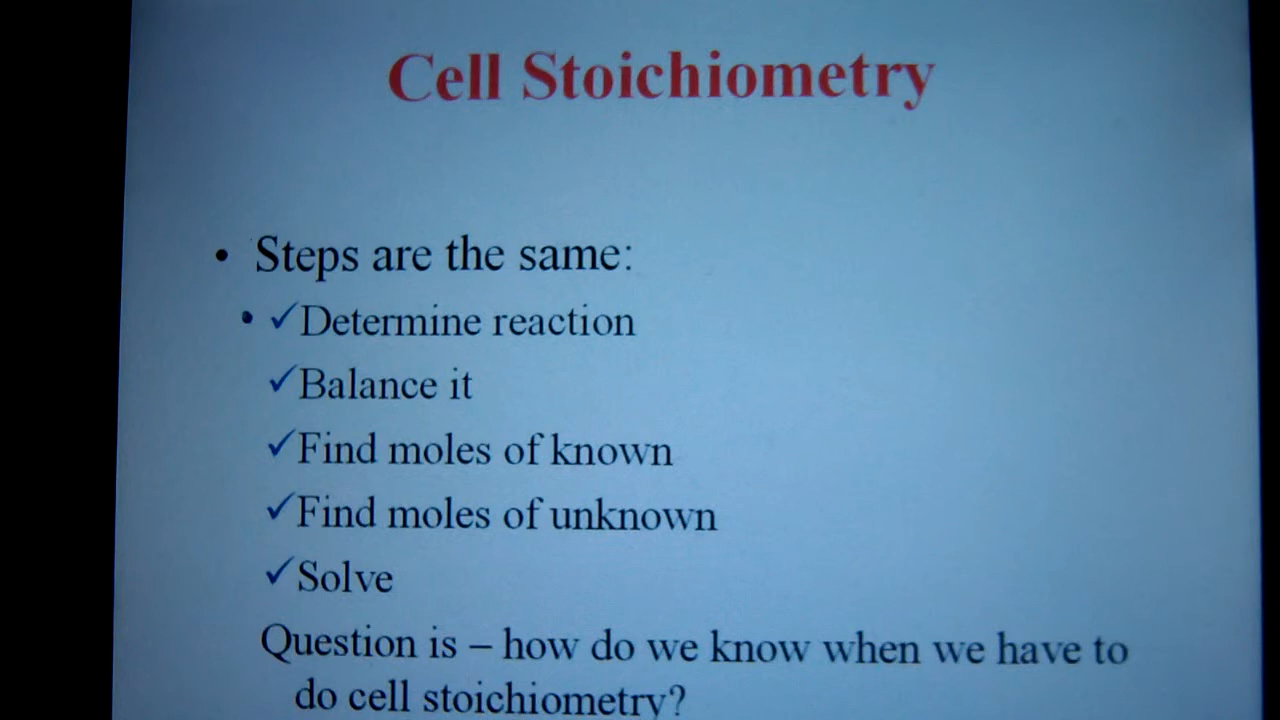 Cell Stoichiometry
• Steps are the same:
• ✓Determine reaction
✓Balance it
✓Find moles of known
✓Find moles of unknown
✓Solve
Question is – how do we know when we have to
do cell stoichiometry?